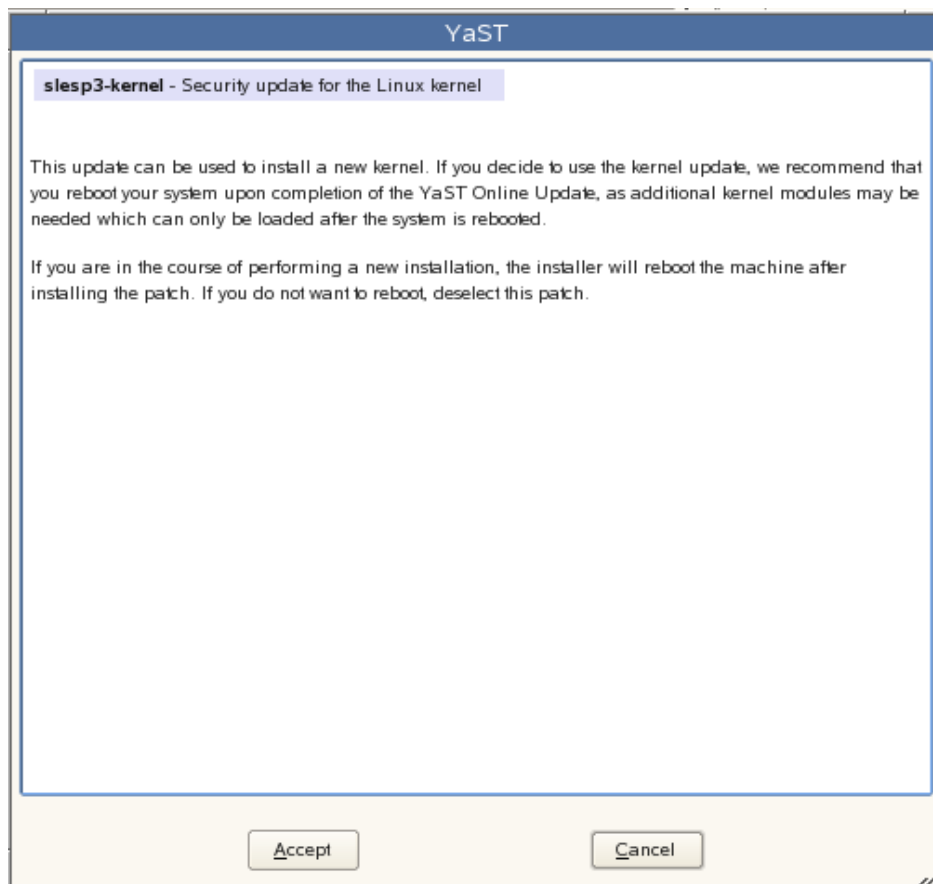 YaST
slesp3-kernel - Security update for the Linux kernel
This update can be used to install a new kernel. If you decide to use the kernel update, we recommend that
you reboot your system upon completion of the YaST Online Update, as additional kernel modules may be
needed which can only be loaded after the system is rebooted.
If you are in the course of performing a new installation, the installer will reboot the machine after
installing the patch. If you do not want to reboot, deselect this patch.
Accept
Cancel